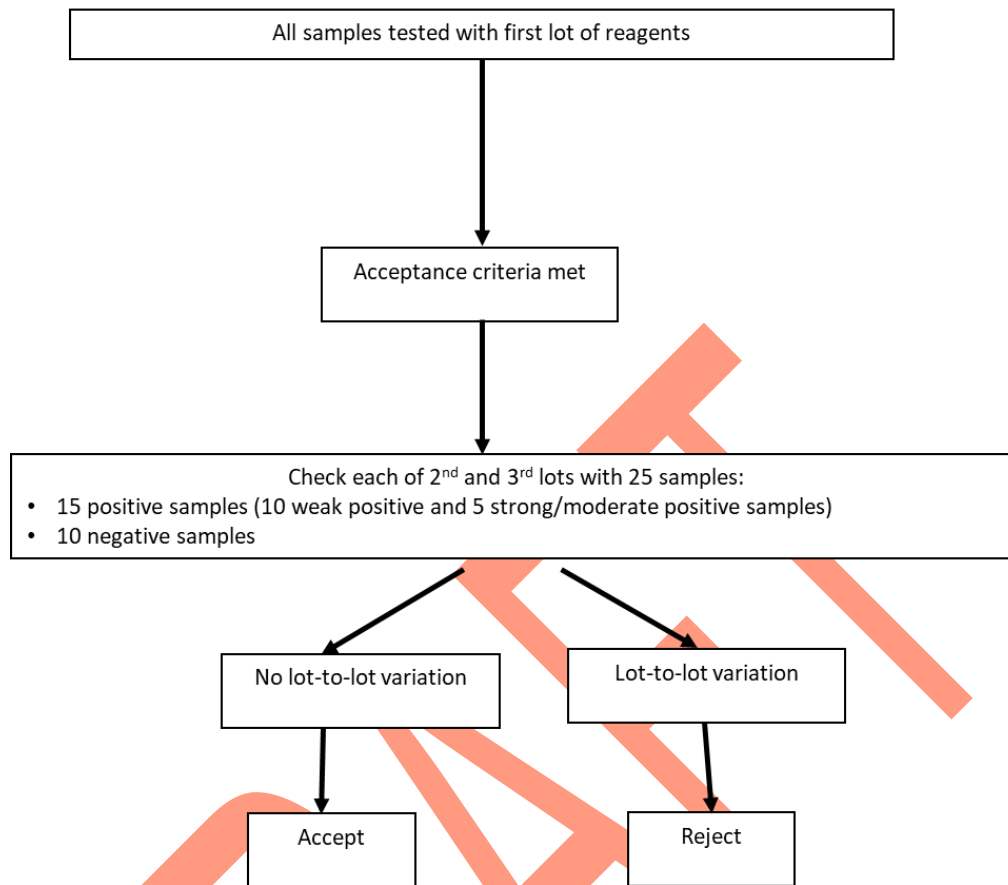 All samples tested with first lot of reagents
Acceptance criteria met
Check each of 2nd and 3rd lots with 25 samples:
• 15 positive samples (10 weak positive and 5 strong/moderate positive samples)
• 10 negative samples
No lot-to-lot variation
Lot-to-lot variation
Accept
Reject